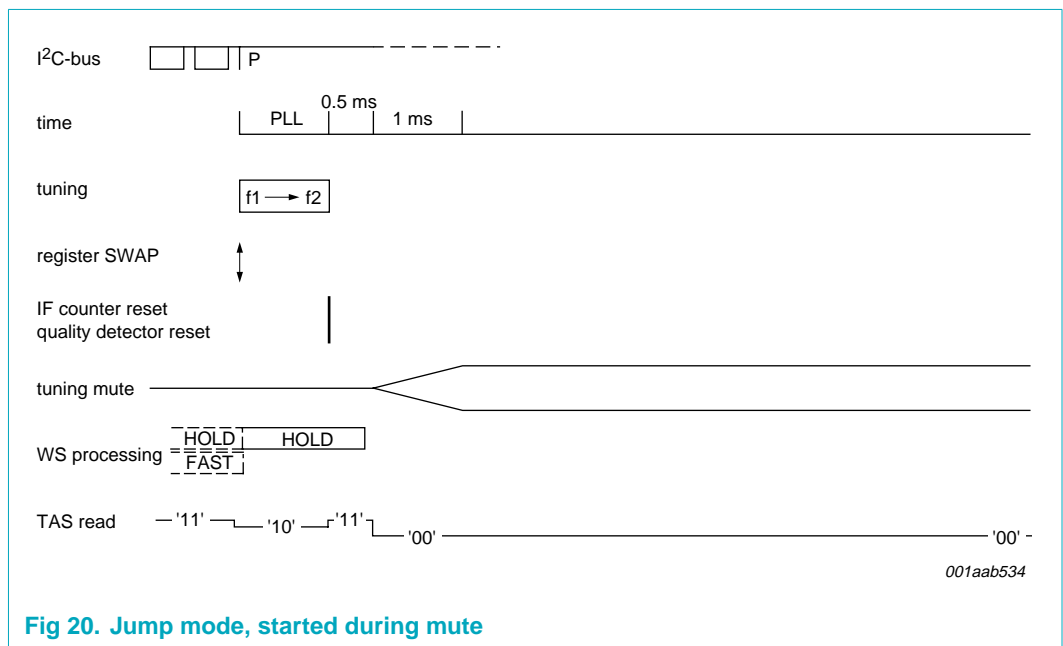 I2C-bus
P
0.5 ms
time
PLL
1 ms
tuning
f1 → f2
register SWAP
IF counter reset
quality detector reset
tuning mute
HOLD
HOLD
WS processing
FAST
TAS read
'11'
'10'
'11'
'00'
'00'
001aab534
Fig 20. Jump mode, started during mute